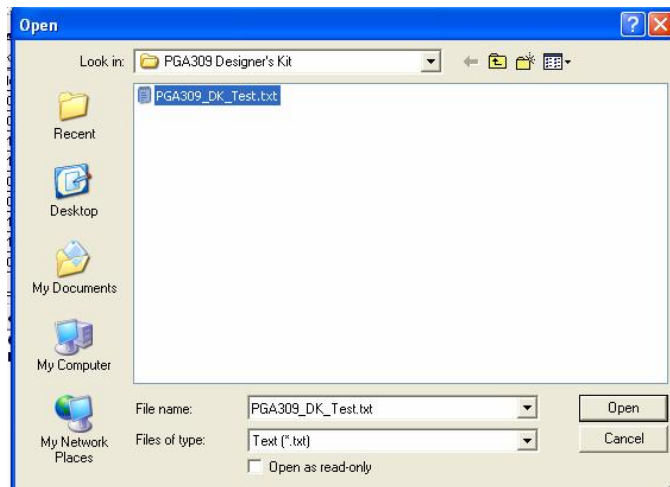 Open
Look in: PGA309 Designer's Kit
PGA309_DK_Test.txt
Recent
Desktop
My Documents
My Computer
My Network
Places
File name: PGA309_DK_Test.txt Open
Files of type: Text (*.txt) Cancel
Open as read-only